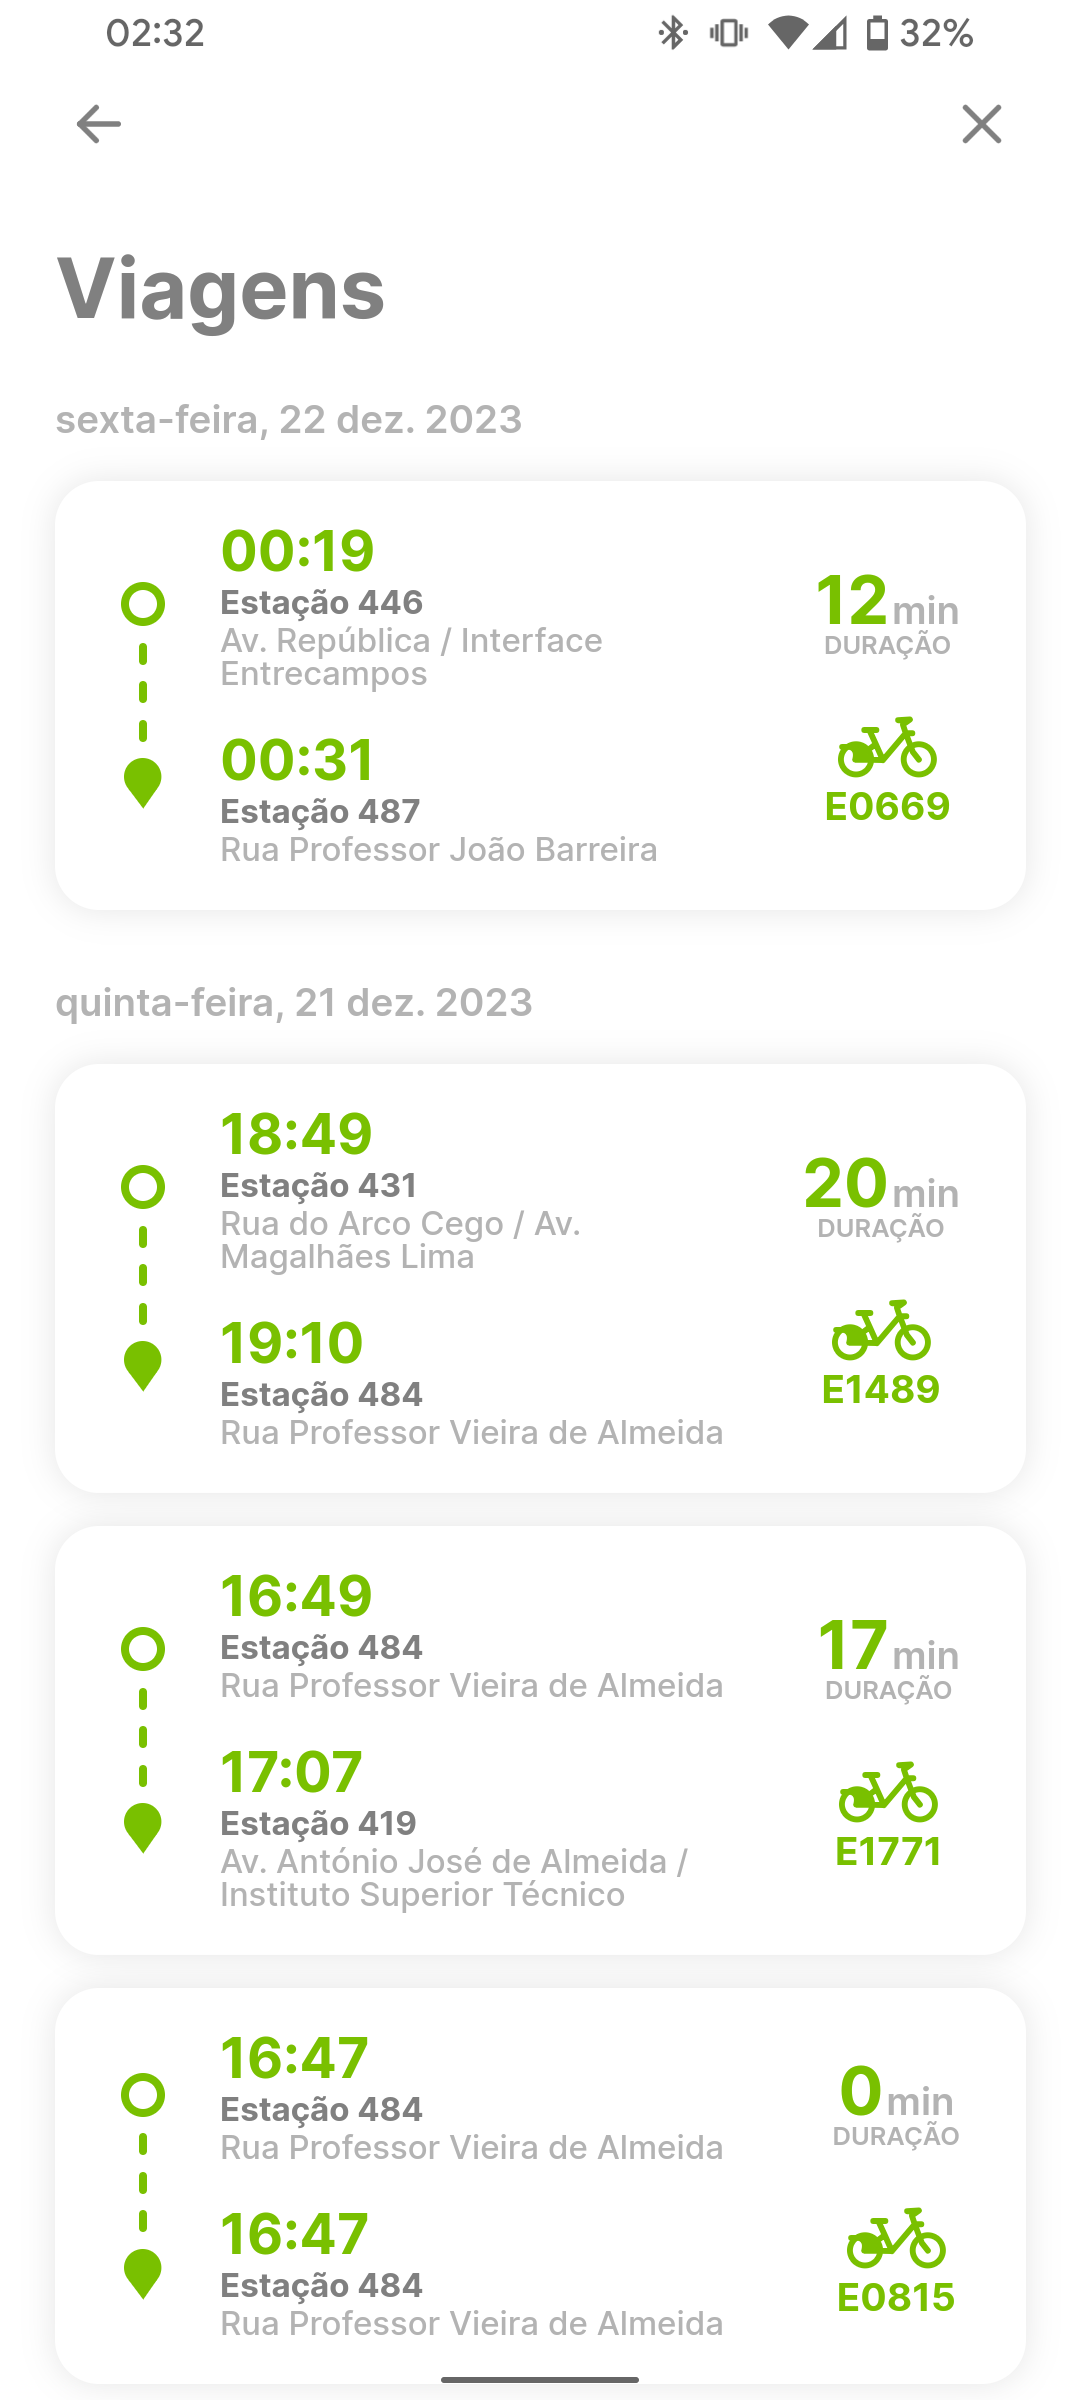 02:32
32%
Viagens
sexta-feira, 22 dez. 2023
00:19
Estação 446
Av. República / Interface
Entrecampos
12 min
DURAÇÃO
00:31
Estação 487
Rua Professor João Barreira
E0669
quinta-feira, 21 dez. 2023
18:49
Estação 431
Rua do Arco Cego / Av.
Magalhães Lima
20 min
DURAÇÃO
19:10
Estação 484
Rua Professor Vieira de Almeida
E1489
16:49
Estação 484
Rua Professor Vieira de Almeida
17 min
DURAÇÃO
17:07
Estação 419
Av. António José de Almeida /
Instituto Superior Técnico
E1771
16:47
Estação 484
Rua Professor Vieira de Almeida
0 min
DURAÇÃO
16:47
Estação 484
Rua Professor Vieira de Almeida
E0815